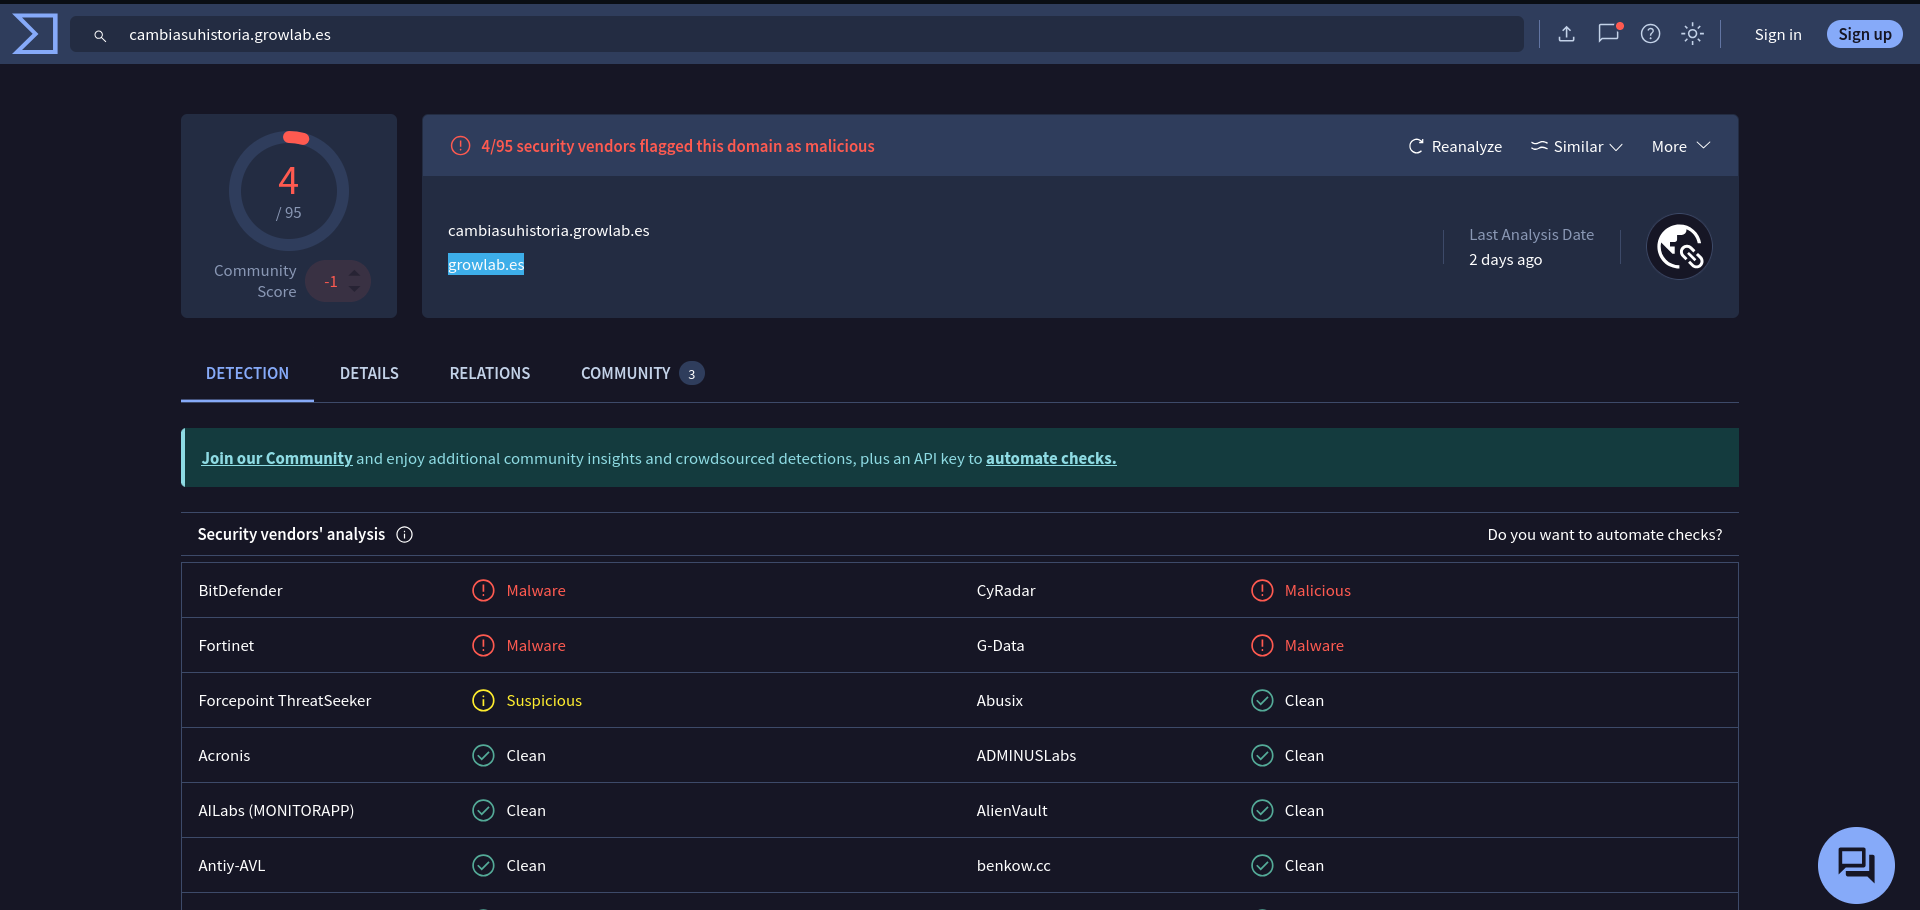 cambiasuhistoria.growlab.es
Sign in
Sign up
4
/ 95
Community Score
-1
4/95 security vendors flagged this domain as malicious
Reanalyze
Similar
More
cambiasuhistoria.growlab.es
growlab.es
Last Analysis Date
2 days ago
DETECTION
DETAILS
RELATIONS
COMMUNITY 3
Join our Community and enjoy additional community insights and crowdsourced detections, plus an API key to automate checks.
Security vendors' analysis
Do you want to automate checks?
BitDefender Malware CyRadar Malicious
Fortinet Malware G-Data Malware
Forcepoint ThreatSeeker Suspicious Abusix Clean
Acronis Clean ADMINUSLabs Clean
AILabs (MONITORAPP) Clean AlienVault Clean
Antiy-AVL Clean benkow.cc Clean